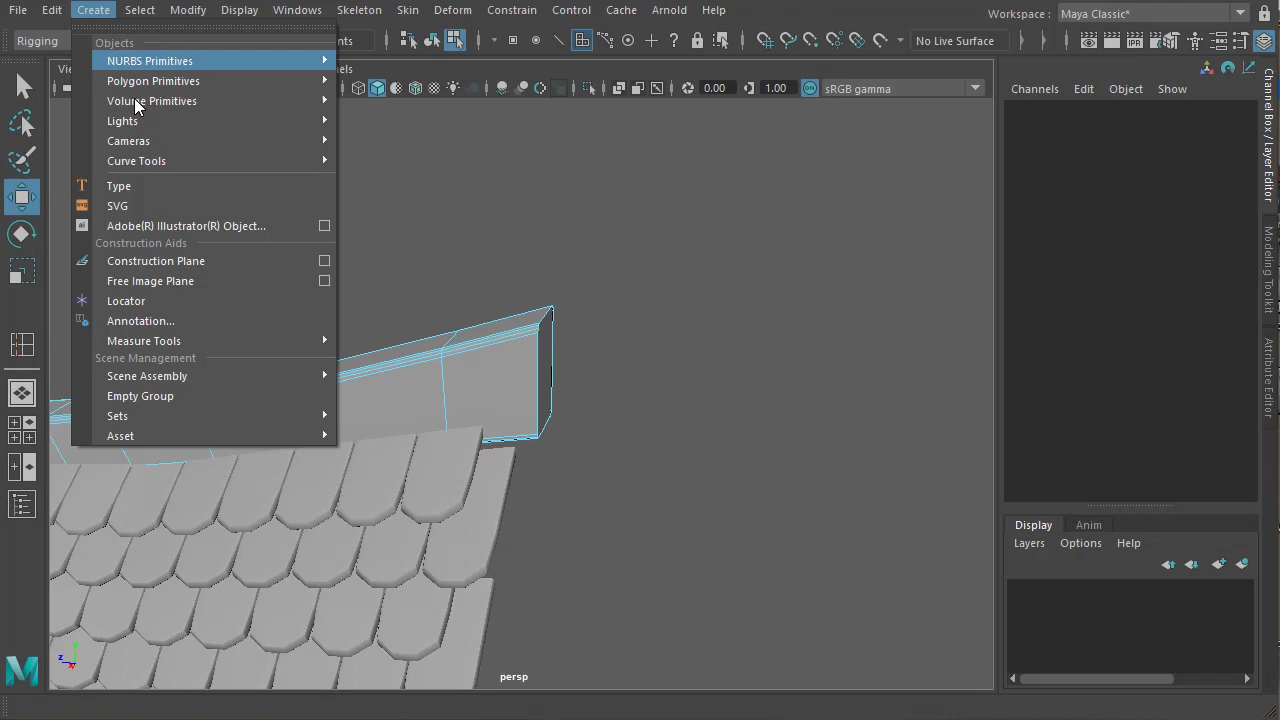 File Edit Create Select Modify Display Windows Skeleton Skin Deform Constrain Control Cache Arnold Help
Workspace : Maya Classic*
Rigging
No Live Surface
Objects
NURBS Primitives
Polygon Primitives
Volume Primitives
Lights
Cameras
Curve Tools
Type
SVG
Adobe(R) Illustrator(R) Object...
Construction Aids
Construction Plane
Free Image Plane
Locator
Annotation...
Measure Tools
Scene Management
Scene Assembly
Empty Group
Sets
Asset
0.00 1.00 ON sRGB gamma
Channels Edit Object Show
Channel Box / Layer Editor
Modeling Toolkit
Attribute Editor
Display Anim
Layers Options Help
persp
y
z
IPR